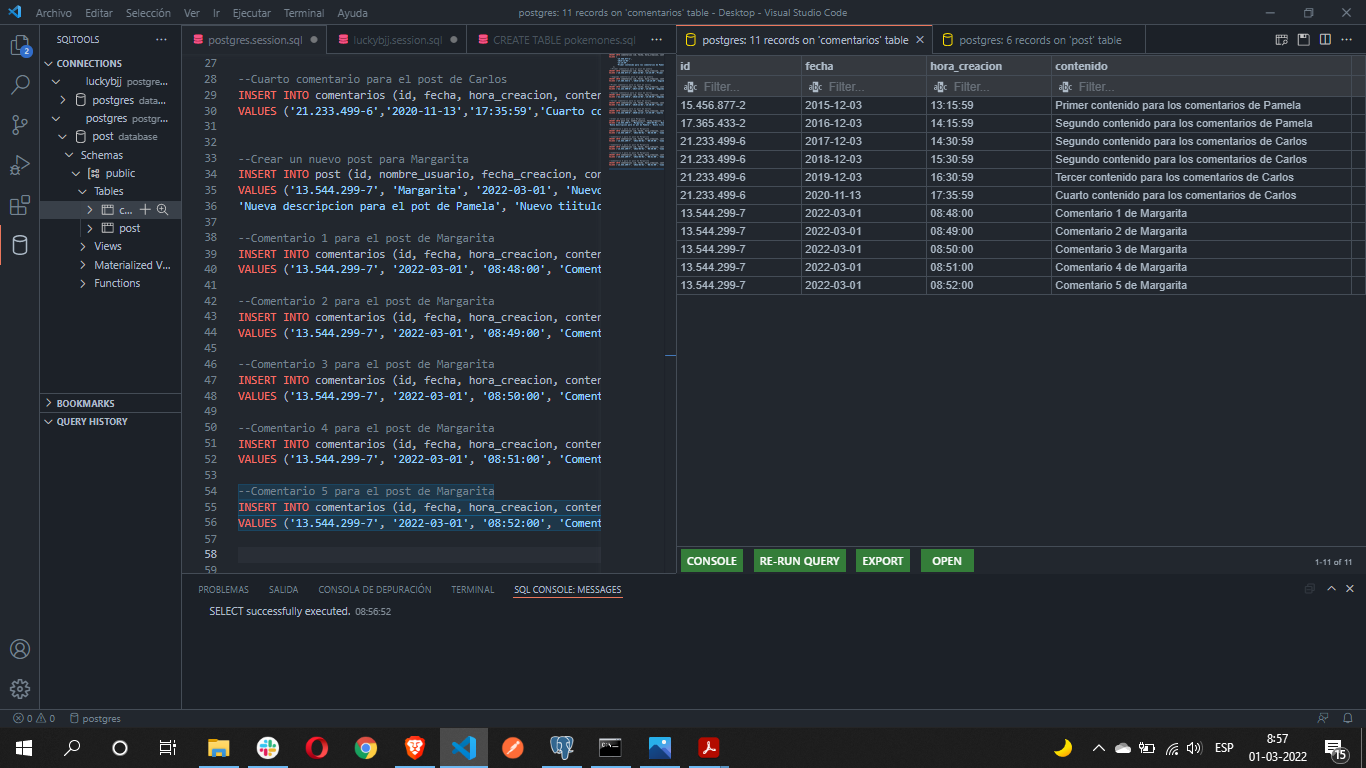 Archivo Editar Selección Ver Ir Ejecutar Terminal Ayuda
postgres: 11 records on 'comentarios' table - Desktop - Visual Studio Code
SQLTOOLS
CONNECTIONS
luckybjj postgre...
postgres data...
postgres postgr...
post database
Schemas
public
Tables
c...
post
Views
Materialized V...
Functions
BOOKMARKS
QUERY HISTORY
postgres.session.sql
luckybjj.session.sql
CREATE TABLE pokemones.sql
27
28 --Cuarto comentario para el post de Carlos
29 INSERT INTO comentarios (id, fecha, hora_creacion, conten
30 VALUES ('21.233.499-6','2020-11-13','17:35:59','Cuarto co
31
32
33 --Crear un nuevo post para Margarita
34 INSERT INTO post (id, nombre_usuario, fecha_creacion, con
35 VALUES ('13.544.299-7', 'Margarita', '2022-03-01', 'Nuevo
36 'Nueva descripcion para el pot de Pamela', 'Nuevo tiitulo
37
38 --Comentario 1 para el post de Margarita
39 INSERT INTO comentarios (id, fecha, hora_creacion, conten
40 VALUES ('13.544.299-7', '2022-03-01', '08:48:00', 'Coment
41
42 --Comentario 2 para el post de Margarita
43 INSERT INTO comentarios (id, fecha, hora_creacion, conten
44 VALUES ('13.544.299-7', '2022-03-01', '08:49:00', 'Coment
45
46 --Comentario 3 para el post de Margarita
47 INSERT INTO comentarios (id, fecha, hora_creacion, conten
48 VALUES ('13.544.299-7', '2022-03-01', '08:50:00', 'Coment
49
50 --Comentario 4 para el post de Margarita
51 INSERT INTO comentarios (id, fecha, hora_creacion, conten
52 VALUES ('13.544.299-7', '2022-03-01', '08:51:00', 'Coment
53
54 --Comentario 5 para el post de Margarita
55 INSERT INTO comentarios (id, fecha, hora_creacion, conten
56 VALUES ('13.544.299-7', '2022-03-01', '08:52:00', 'Coment
57
58
59
postgres: 11 records on 'comentarios' table
postgres: 6 records on 'post' table
id fecha hora_creacion contenido
Filter... Filter... Filter... Filter...
15.456.877-2 2015-12-03 13:15:59 Primer contenido para los comentarios de Pamela
17.365.433-2 2016-12-03 14:15:59 Segundo contenido para los comentarios de Pamela
21.233.499-6 2017-12-03 14:30:59 Segundo contenido para los comentarios de Carlos
21.233.499-6 2018-12-03 15:30:59 Segundo contenido para los comentarios de Carlos
21.233.499-6 2019-12-03 16:30:59 Tercer contenido para los comentarios de Carlos
21.233.499-6 2020-11-13 17:35:59 Cuarto contenido para los comentarios de Carlos
13.544.299-7 2022-03-01 08:48:00 Comentario 1 de Margarita
13.544.299-7 2022-03-01 08:49:00 Comentario 2 de Margarita
13.544.299-7 2022-03-01 08:50:00 Comentario 3 de Margarita
13.544.299-7 2022-03-01 08:51:00 Comentario 4 de Margarita
13.544.299-7 2022-03-01 08:52:00 Comentario 5 de Margarita
CONSOLE RE-RUN QUERY EXPORT OPEN
1-11 of 11
PROBLEMAS SALIDA CONSOLA DE DEPURACIÓN TERMINAL SQL CONSOLE: MESSAGES
SELECT successfully executed. 08:56:52
0 0 postgres
ESP
8:57
01-03-2022
15
2